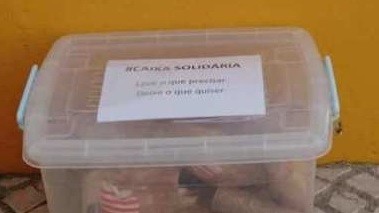 #CAIXA SOLIDÁRIA
Leve o que precisar.
Deixe o que quiser.